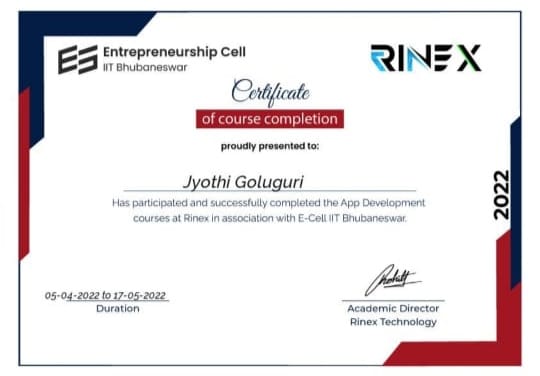 Entrepreneurship Cell
IIT Bhubaneswar
RINEX
Certificate
of course completion
proudly presented to:
Jyothi Goluguri
Has participated and successfully completed the App Development
courses at Rinex in association with E-Cell IIT Bhubaneswar.
2022
05-04-2022 to 17-05-2022
Duration
Academic Director
Rinex Technology